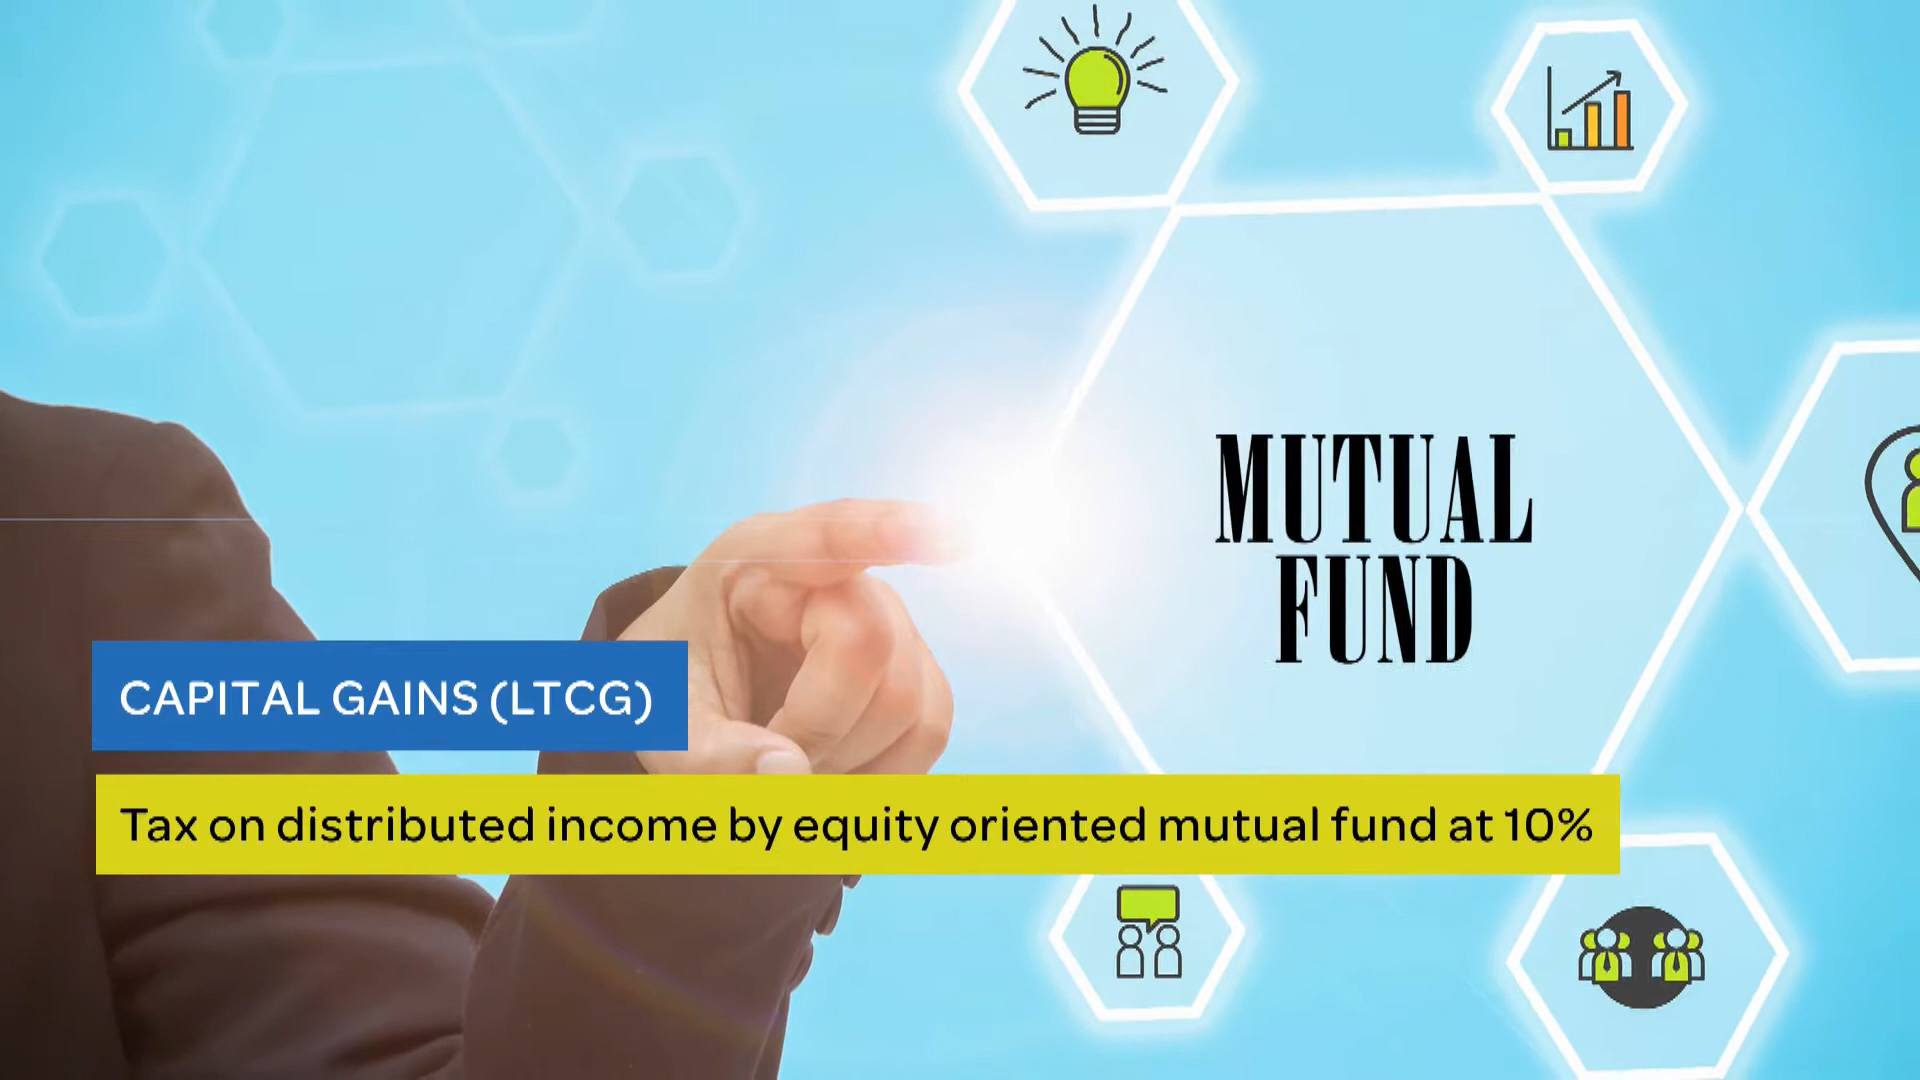 MUTUAL
FUND
CAPITAL GAINS (LTCG)
Tax on distributed income by equity oriented mutual fund at 10%